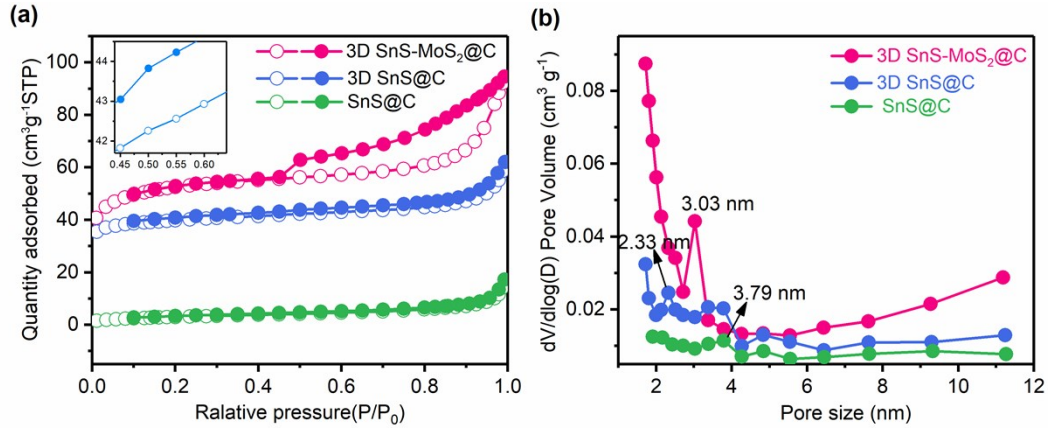 (a)
Quantity adsorbed (cm³g⁻¹STP)
100
80
60
40
20
0
0.0 0.2 0.4 0.6 0.8 1.0
Ralative pressure(P/P₀)
44
43
42
0.45 0.50 0.55 0.60
3D SnS-MoS₂@C
3D SnS@C
SnS@C
(b)
dV/dlog(D) Pore Volume (cm³ g⁻¹)
0.08
0.06
0.04
0.02
2 4 6 8 10 12
Pore size (nm)
3D SnS-MoS₂@C
3D SnS@C
SnS@C
3.03 nm
2.33 nm
3.79 nm